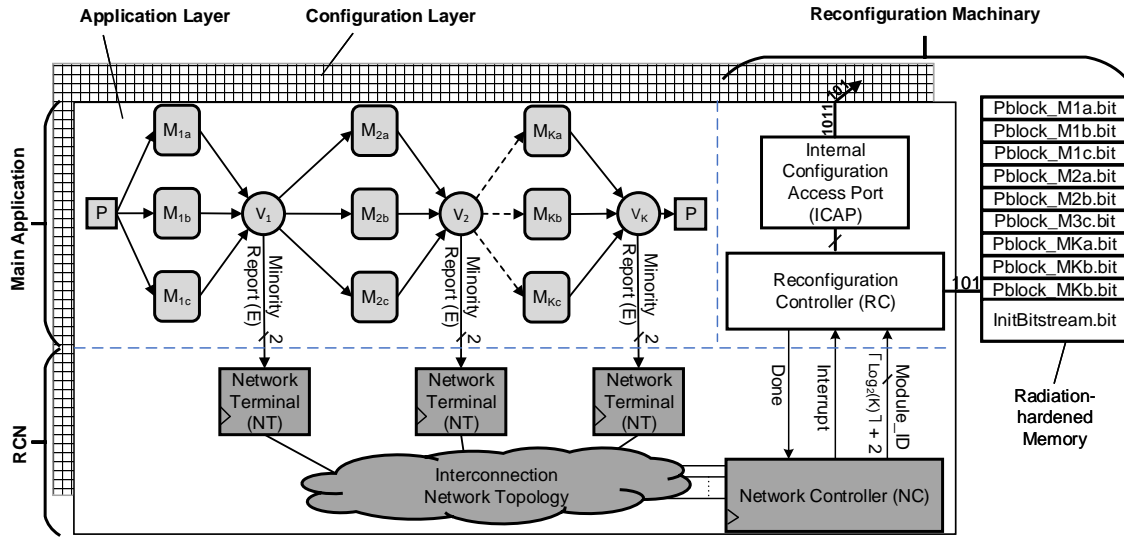 Application Layer
Configuration Layer
Reconfiguration Machinary
Main Application
RCN
P
M1a
M1b
M1c
V1
M2a
M2b
M2c
V2
MKa
MKb
MKc
VK
P
Minority
Report (E)
2
Minority
Report (E)
2
Minority
Report (E)
2
101
1011
Internal
Configuration
Access Port
(ICAP)
Reconfiguration
Controller (RC)
101
Pblock_M1a.bit
Pblock_M1b.bit
Pblock_M1c.bit
Pblock_M2a.bit
Pblock_M2b.bit
Pblock_M3c.bit
Pblock_MKa.bit
Pblock_MKb.bit
Pblock_MKb.bit
InitBitstream.bit
Radiation-
hardened
Memory
Done
Interrupt
Module_ID
⌈Log2(K)⌉ + 2
Network
Terminal
(NT)
Network
Terminal
(NT)
Network
Terminal
(NT)
Interconnection
Network Topology
Network Controller (NC)